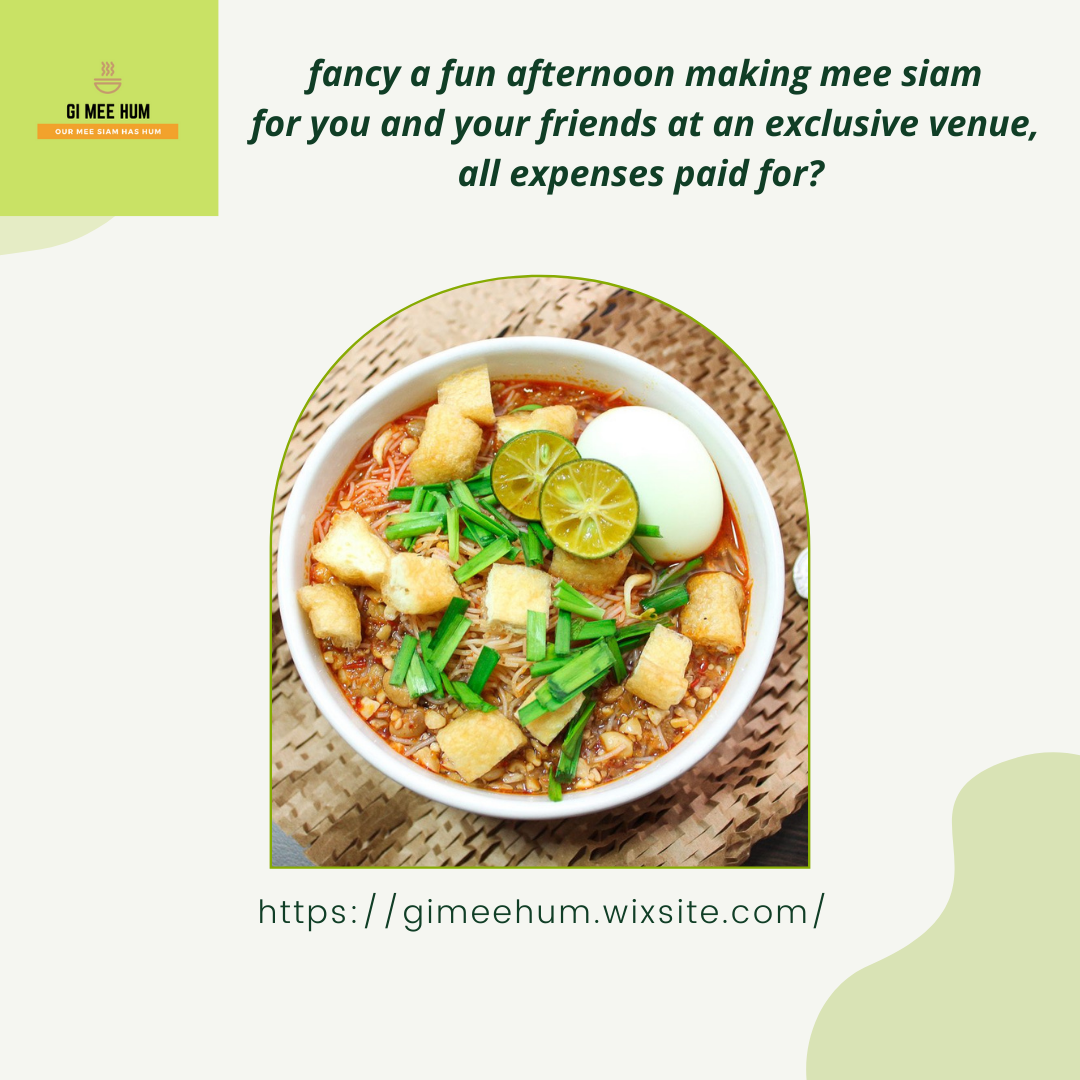 GI MEE HUM
OUR MEE SIAM HAS HUM
fancy a fun afternoon making mee siam
for you and your friends at an exclusive venue,
all expenses paid for?
https://gimeehum.wixsite.com/